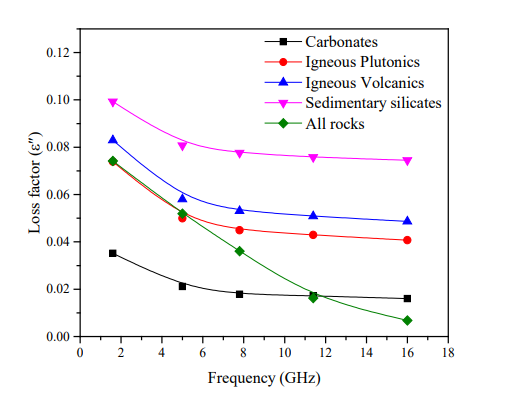 Carbonates
Igneous Plutonics
Igneous Volcanics
Sedimentary silicates
All rocks
0.12
0.10
0.08
0.06
0.04
0.02
0.00
Loss factor (ε″)
0 2 4 6 8 10 12 14 16 18
Frequency (GHz)